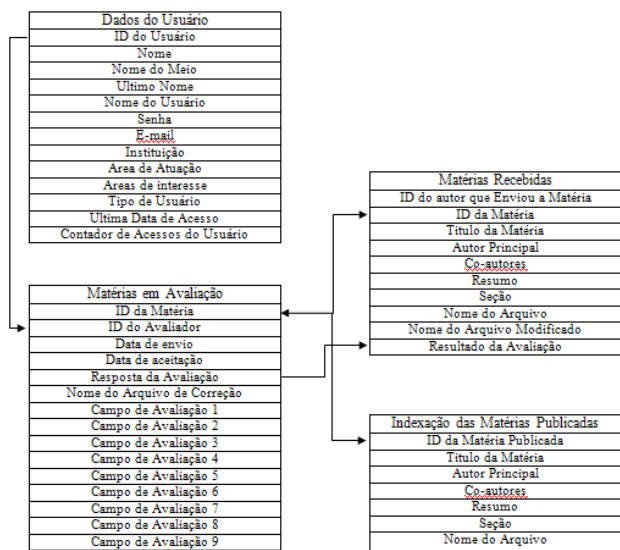 Dados do Usuário
ID do Usuário
Nome
Nome do Meio
Ultimo Nome
Nome do Usuário
Senha
E-mail
Instituição
Area de Atuação
Areas de interesse
Tipo de Usuário
Ultima Data de Acesso
Contador de Acessos do Usuário
Matérias em Avaliação
ID da Matéria
ID do Avaliador
Data de envio
Data de aceitação
Resposta da Avaliação
Nome do Arquivo de Correção
Campo de Avaliação 1
Campo de Avaliação 2
Campo de Avaliação 3
Campo de Avaliação 4
Campo de Avaliação 5
Campo de Avaliação 6
Campo de Avaliação 7
Campo de Avaliação 8
Campo de Avaliação 9
Matérias Recebidas
ID do autor que Enviou a Matéria
ID da Matéria
Titulo da Matéria
Autor Principal
Co-autores
Resumo
Seção
Nome do Arquivo
Nome do Arquivo Modificado
Resultado da Avaliação
Indexação das Matérias Publicadas
ID da Matéria Publicada
Titulo da Matéria
Autor Principal
Co-autores
Resumo
Seção
Nome do Arquivo